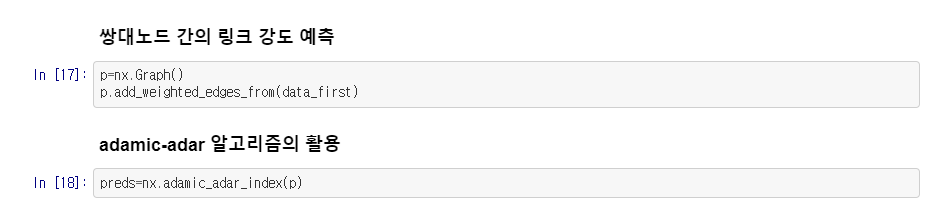 쌍대노드 간의 링크 강도 예측
In [17]: p=nx.Graph()
p.add_weighted_edges_from(data_first)
adamic-adar 알고리즘의 활용
In [18]: preds=nx.adamic_adar_index(p)